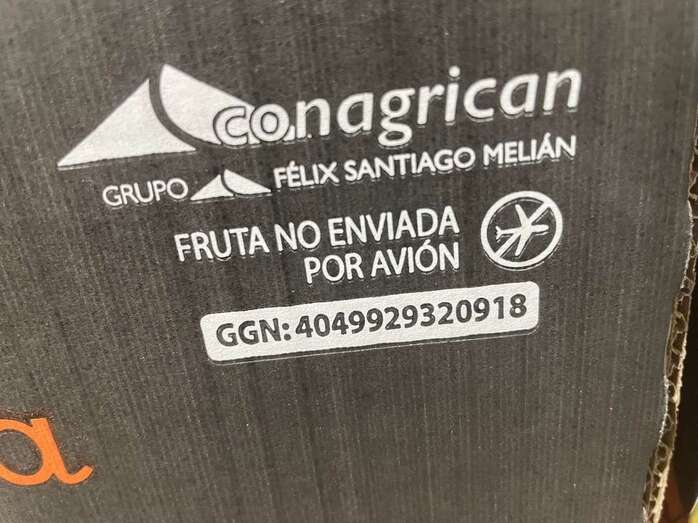 conagrican
GRUPO FÉLIX SANTIAGO MELIÁN
FRUTA NO ENVIADA
POR AVIÓN
GGN: 4049929320918
a